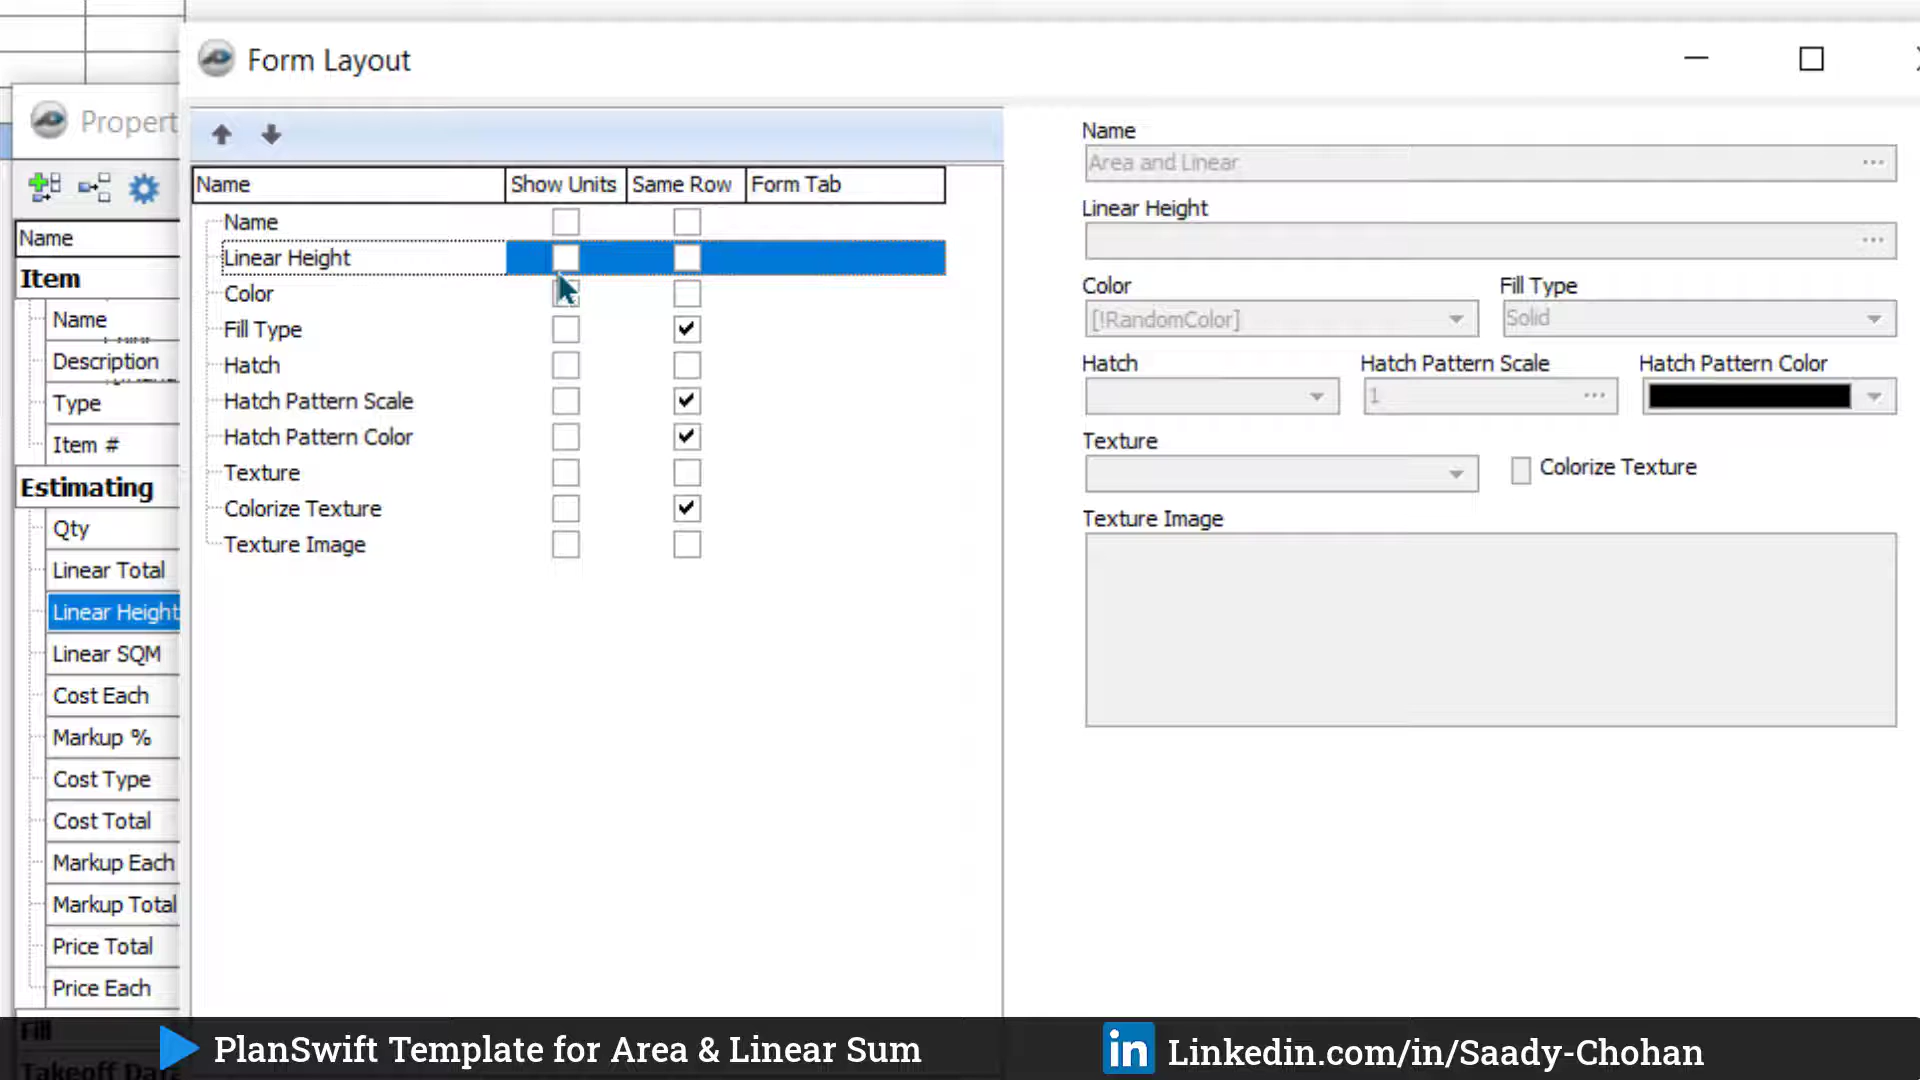 Form Layout
Propert
Name
Item
Name
Description
Type
Item #
Estimating
Qty
Linear Total
Linear Height
Linear SQM
Cost Each
Markup %
Cost Type
Cost Total
Markup Each
Markup Total
Price Total
Price Each
Fill
Takeoff Dat
Name Show Units Same Row Form Tab
Name
Linear Height
Color
Fill Type
Hatch
Hatch Pattern Scale
Hatch Pattern Color
Texture
Colorize Texture
Texture Image
Name
Area and Linear ...
Linear Height
...
Color Fill Type
[!RandomColor] Solid
Hatch Hatch Pattern Scale Hatch Pattern Color
1 ...
Texture
Colorize Texture
Texture Image
PlanSwift Template for Area & Linear Sum
in Linkedin.com/in/Saady-Chohan